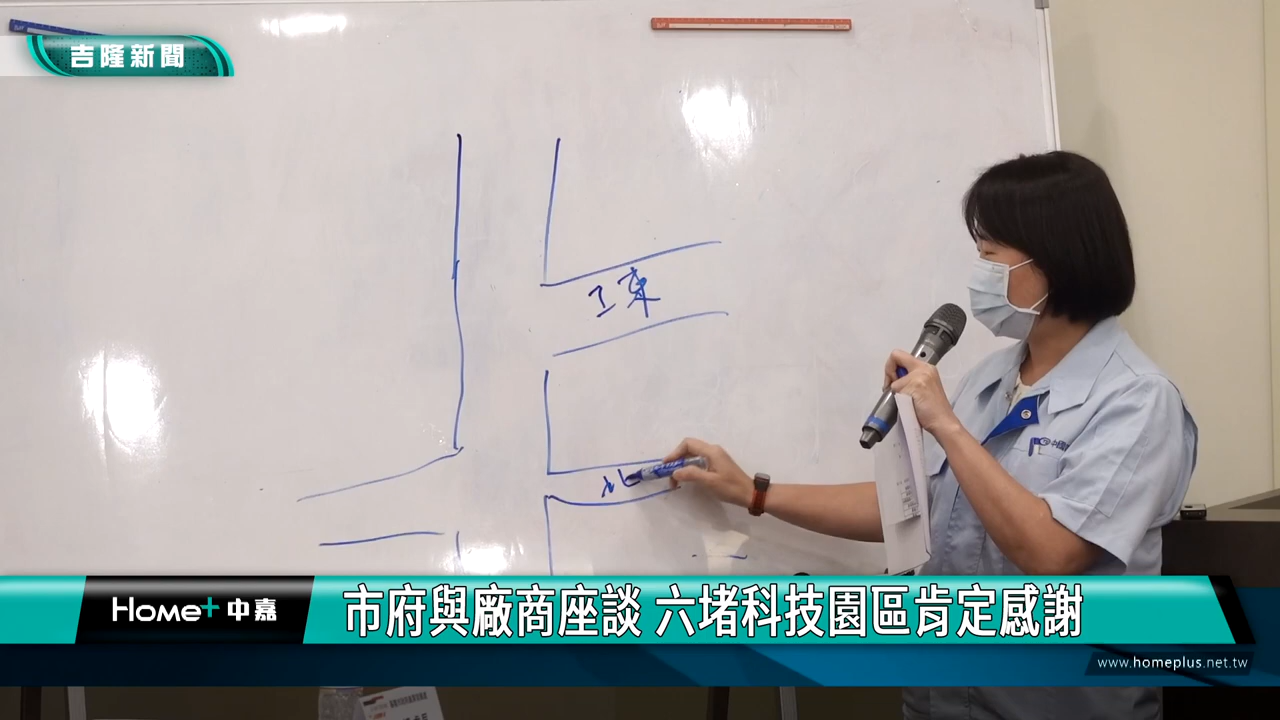 吉隆新聞
工東
北
Home+中嘉
市府與廠商座談 六堵科技園區肯定感謝
www.homeplus.net.tw